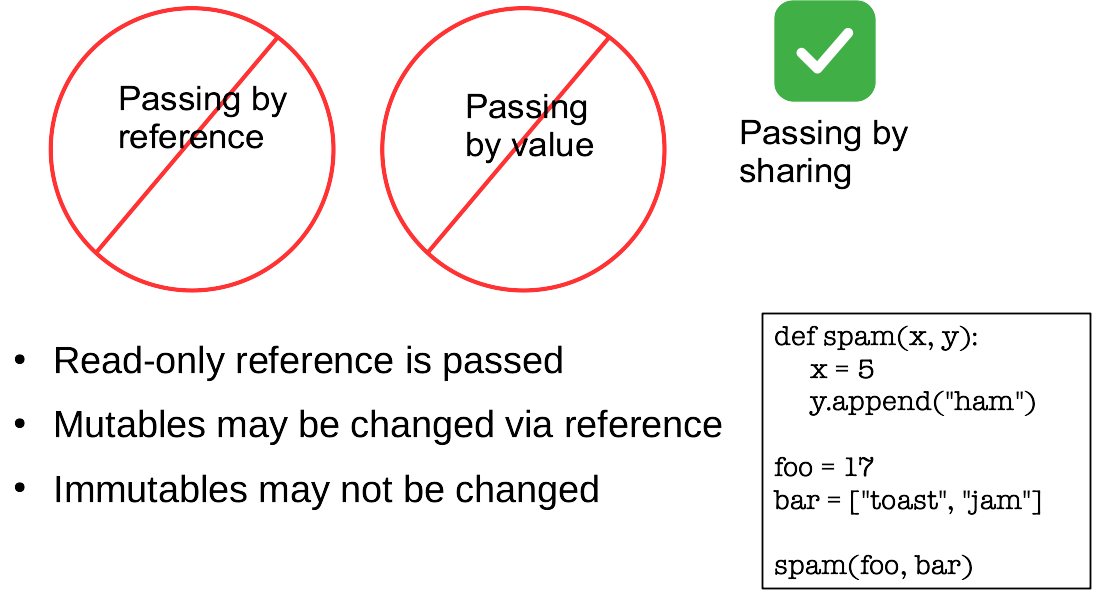 Passing by
reference
Passing
by value
Passing by
sharing
• Read-only reference is passed
• Mutables may be changed via reference
• Immutables may not be changed
def spam(x, y):
    x = 5
    y.append("ham")
foo = 17
bar = ["toast", "jam"]
spam(foo, bar)